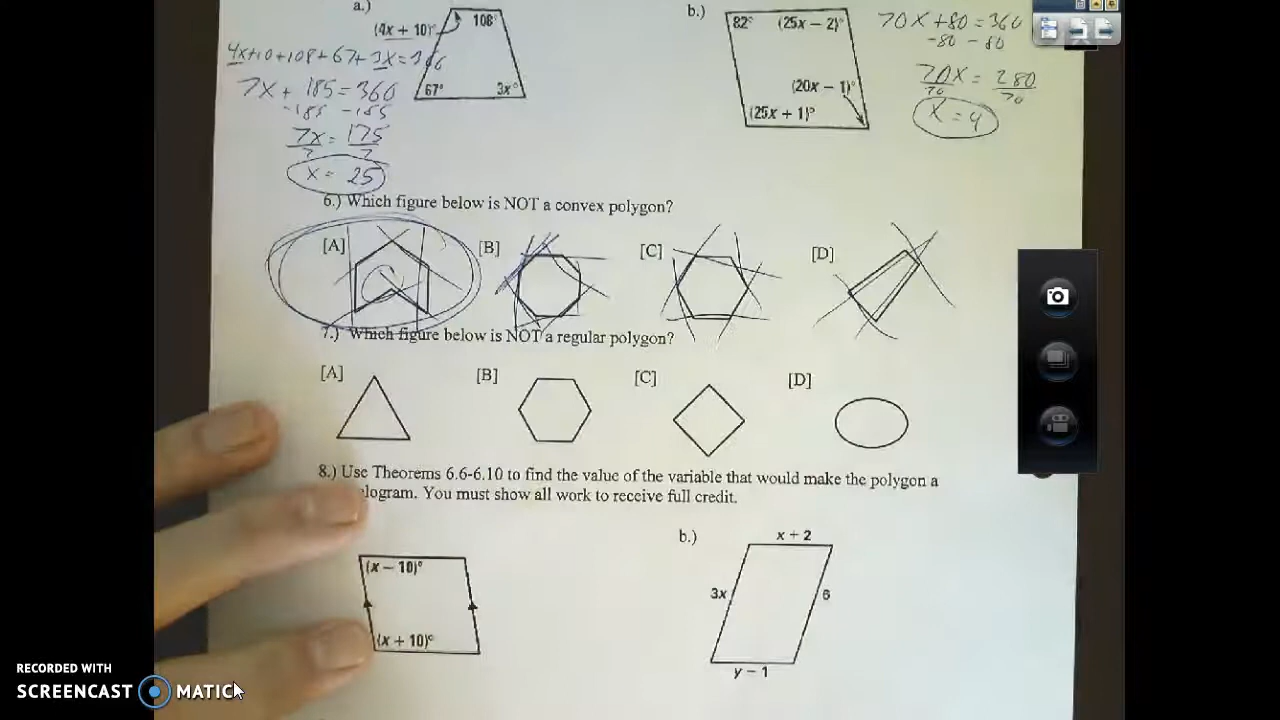 a.)
(4x + 10)°
108°
67°
3x°
4x+10+108+67+3x=360
7x + 185 = 360
-185 -185
7x = 175
7 7
x = 25
b.)
82°
(25x – 2)°
(20x – 1)°
(25x + 1)°
70x+80=360
-80 -80
70x = 280
70 70
x = 4
6.) Which figure below is NOT a convex polygon?
[A]
[B]
[C]
[D]
7.) Which figure below is NOT a regular polygon?
[A]
[B]
[C]
[D]
8.) Use Theorems 6.6-6.10 to find the value of the variable that would make the polygon a
logram. You must show all work to receive full credit.
(x – 10)°
(x + 10)°
b.)
x + 2
3x
6
y – 1
RECORDED WITH
SCREENCAST MATIC